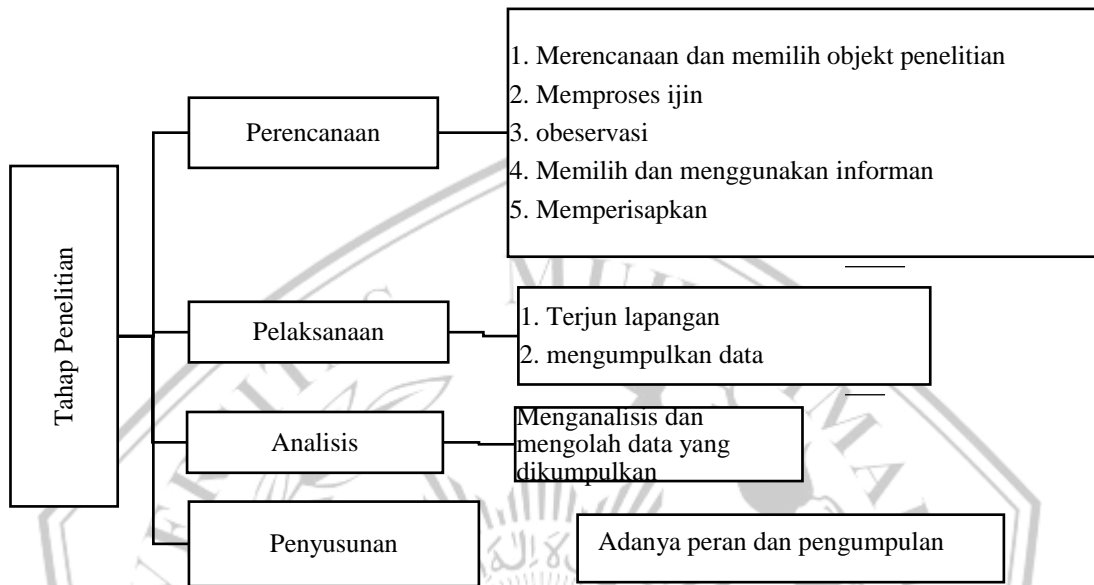 Tahap Penelitian
Perencanaan
1. Merencanaan dan memilih objekt penelitian
2. Memproses ijin
3. obeservasi
4. Memilih dan menggunakan informan
5. Memperisapkan
Pelaksanaan
1. Terjun lapangan
2. mengumpulkan data
Analisis
Menganalisis dan
mengolah data yang
dikumpulkan
Penyusunan
Adanya peran dan pengumpulan